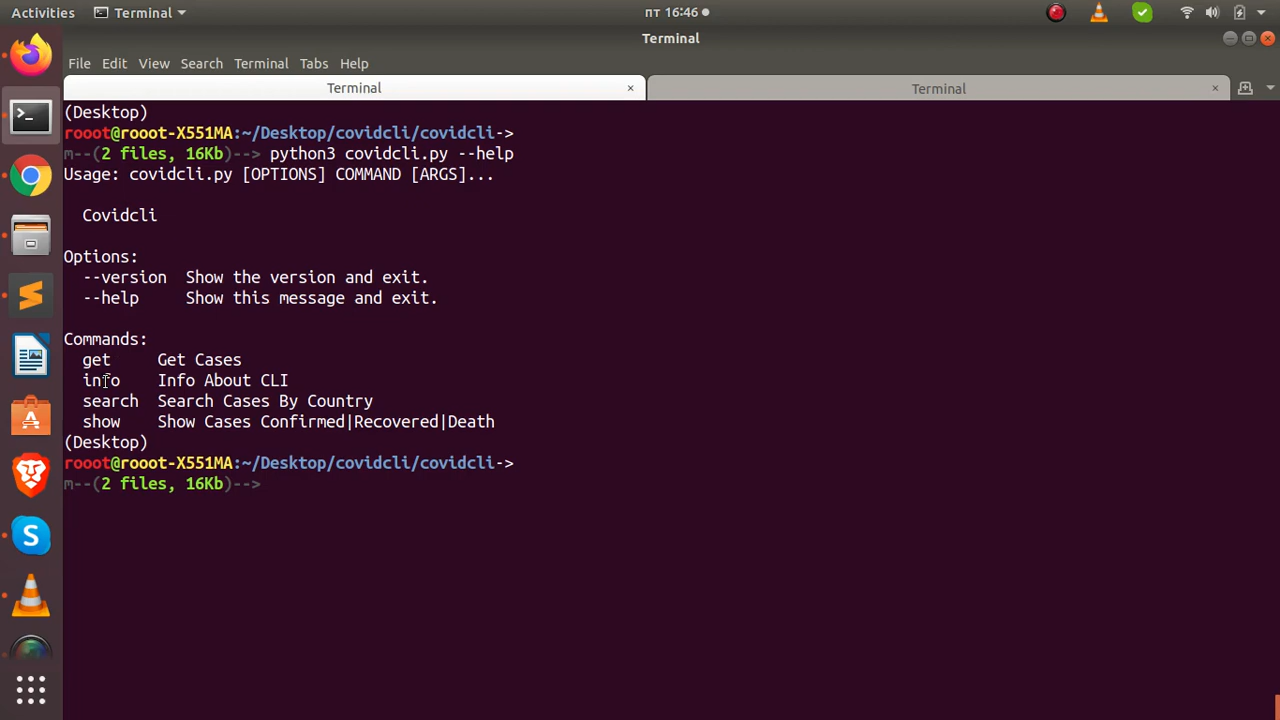 Activities Terminal пт 16:46
Terminal
File Edit View Search Terminal Tabs Help
Terminal × Terminal ×
(Desktop)
rooot@rooot-X551MA:~/Desktop/covidcli/covidcli->
m--(2 files, 16Kb)--> python3 covidcli.py --help
Usage: covidcli.py [OPTIONS] COMMAND [ARGS]...
Covidcli
Options:
--version Show the version and exit.
--help Show this message and exit.
Commands:
get Get Cases
info Info About CLI
search Search Cases By Country
show Show Cases Confirmed|Recovered|Death
(Desktop)
rooot@rooot-X551MA:~/Desktop/covidcli/covidcli->
m--(2 files, 16Kb)-->